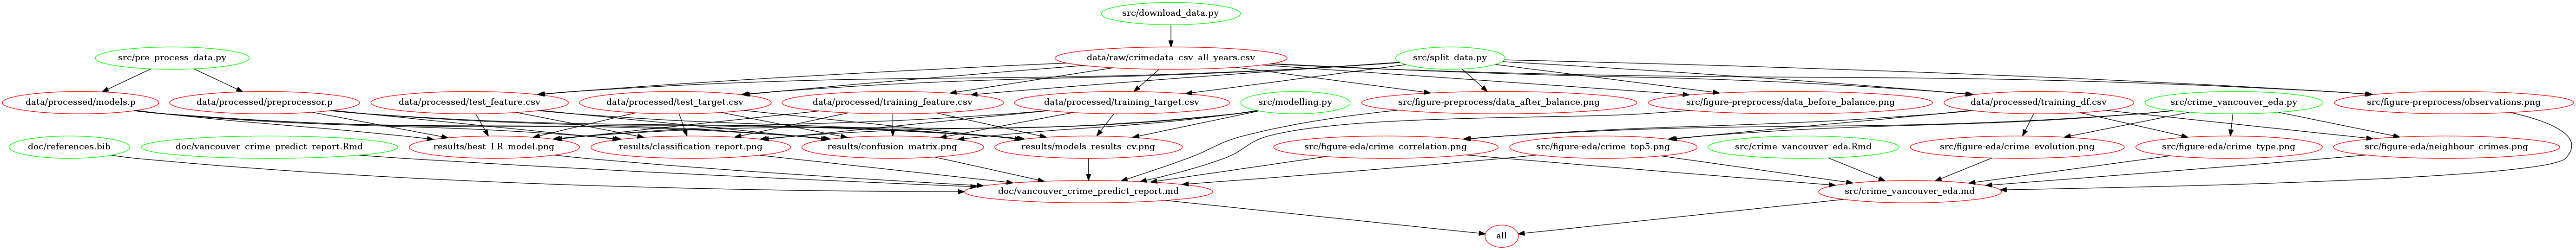 src/download_data.py
src/pre_process_data.py
data/raw/crimedata_csv_all_years.csv
src/split_data.py
data/processed/models.p
data/processed/preprocessor.p
data/processed/test_feature.csv
data/processed/test_target.csv
data/processed/training_feature.csv
data/processed/training_target.csv
src/modelling.py
src/figure-preprocess/data_after_balance.png
src/figure-preprocess/data_before_balance.png
data/processed/training_df.csv
src/crime_vancouver_eda.py
src/figure-preprocess/observations.png
doc/references.bib
doc/vancouver_crime_predict_report.Rmd
results/best_LR_model.png
results/classification_report.png
results/confusion_matrix.png
results/models_results_cv.png
src/figure-eda/crime_correlation.png
src/figure-eda/crime_top5.png
src/crime_vancouver_eda.Rmd
src/figure-eda/crime_evolution.png
src/figure-eda/crime_type.png
src/figure-eda/neighbour_crimes.png
doc/vancouver_crime_predict_report.md
src/crime_vancouver_eda.md
all